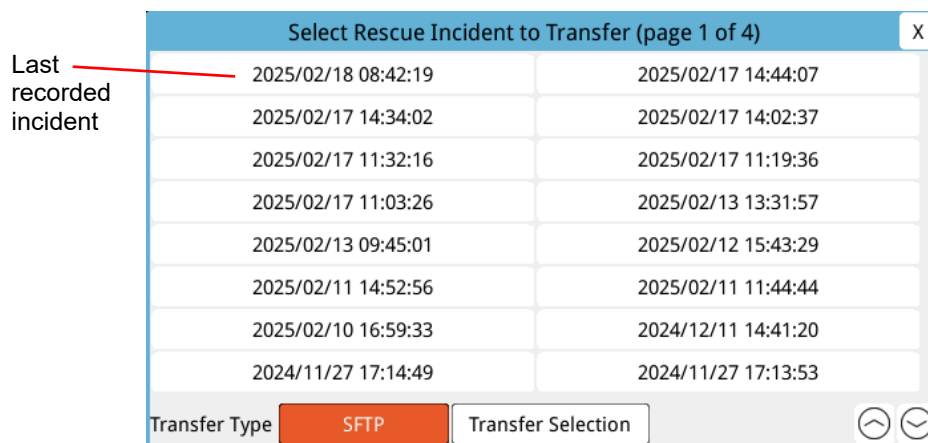 Select Rescue Incident to Transfer (page 1 of 4) X
Last
recorded
incident
2025/02/18 08:42:19 2025/02/17 14:44:07
2025/02/17 14:34:02 2025/02/17 14:02:37
2025/02/17 11:32:16 2025/02/17 11:19:36
2025/02/17 11:03:26 2025/02/13 13:31:57
2025/02/13 09:45:01 2025/02/12 15:43:29
2025/02/11 14:52:56 2025/02/11 11:44:44
2025/02/10 16:59:33 2024/12/11 14:41:20
2024/11/27 17:14:49 2024/11/27 17:13:53
Transfer Type SFTP Transfer Selection